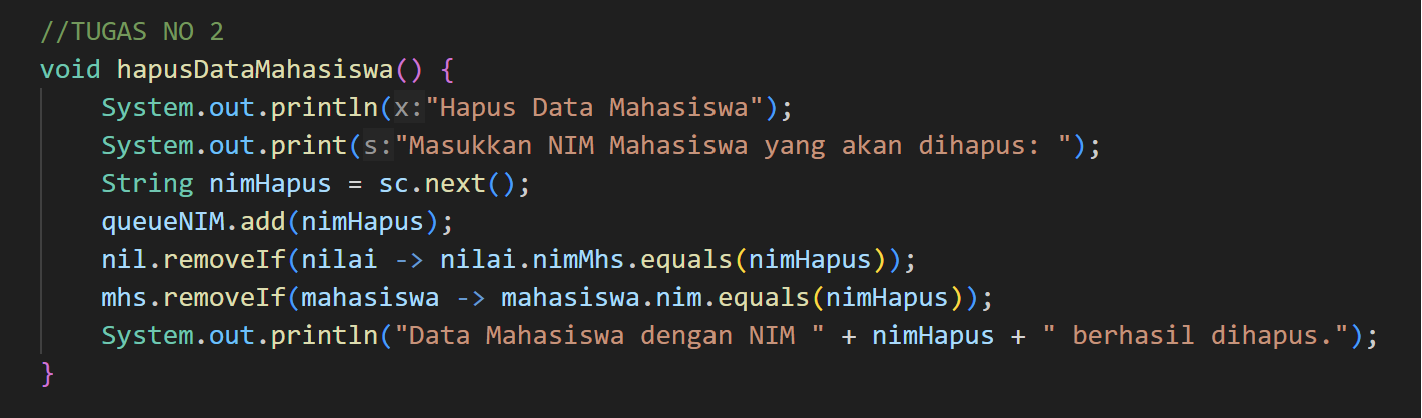 //TUGAS NO 2
void hapusDataMahasiswa() {
System.out.println(x:"Hapus Data Mahasiswa");
System.out.print(s:"Masukkan NIM Mahasiswa yang akan dihapus: ");
String nimHapus = sc.next();
queueNIM.add(nimHapus);
nil.removeIf(nilai -> nilai.nimMhs.equals(nimHapus));
mhs.removeIf(mahasiswa -> mahasiswa.nim.equals(nimHapus));
System.out.println("Data Mahasiswa dengan NIM " + nimHapus + " berhasil dihapus.");
}